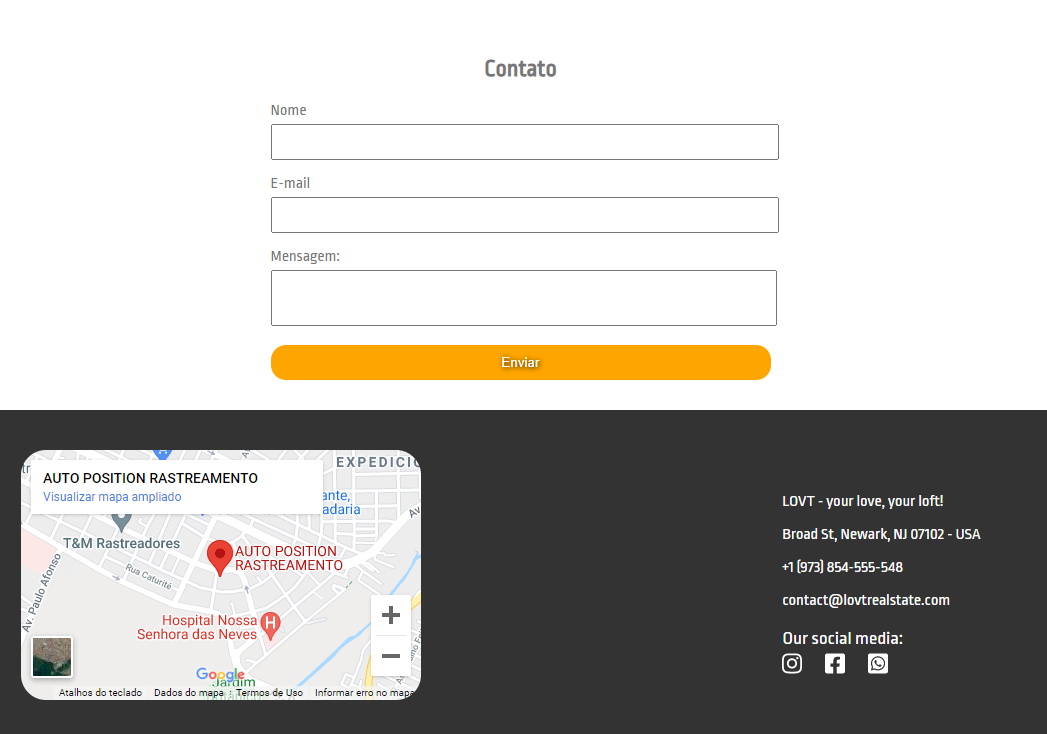 Contato
Nome
E-mail
Mensagem:
Enviar
EXPEDICIO
AUTO POSITION RASTREAMENTO
Visualizar mapa ampliado
ante,
adaria
Av
T&M Rastreadores
AUTO POSITION
RASTREAMENTO
Rua Caturité
Av. Paulo Afonso
Hospital Nossa
Senhora das Neves
H
Google
Jardim
Atalhos do teclado
Dados do mapa
Termos de Uso
Informar erro no mapa
LOVT - your love, your loft!
Broad St, Newark, NJ 07102 - USA
+1 (973) 854-555-548
contact@lovtrealstate.com
Our social media: